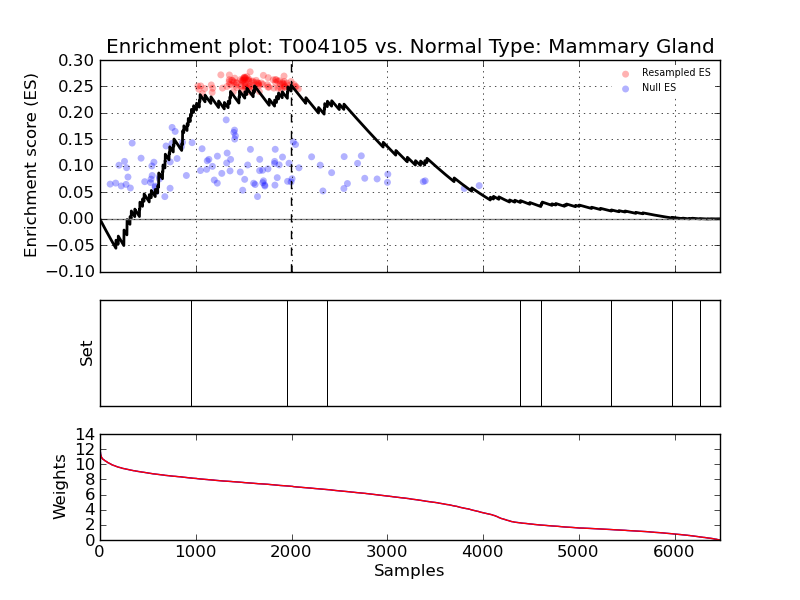 Enrichment plot: T004105 vs. Normal Type: Mammary Gland
Enrichment score (ES)
0.30
0.25
0.20
0.15
0.10
0.05
0.00
−0.05
−0.10
Resampled ES
Null ES
Set
Weights
14
12
10
8
6
4
2
0
0 1000 2000 3000 4000 5000 6000
Samples